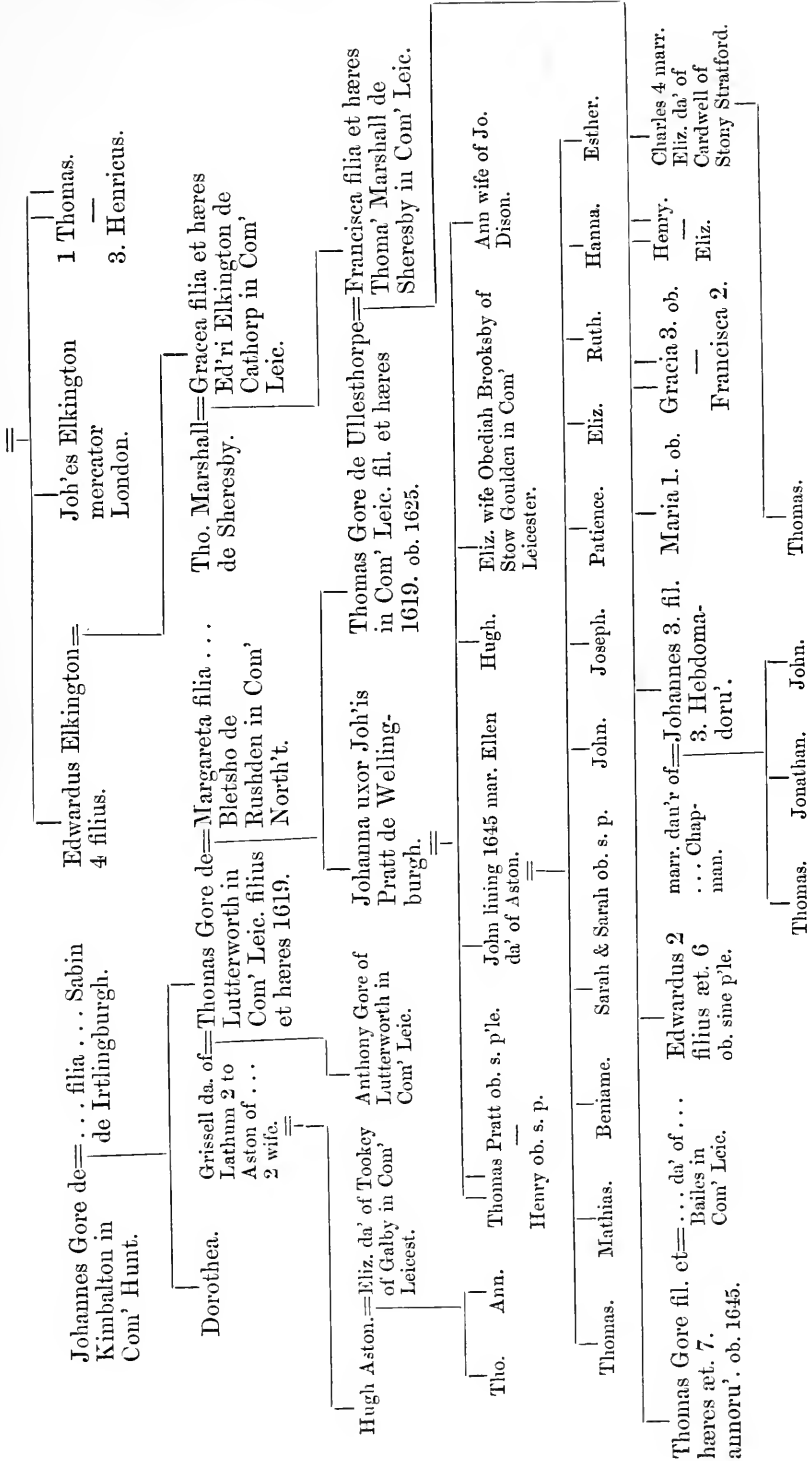 Johannes Gore de=... filia ... Sabin
Kimbalton in de Irtlingburgh.
Com' Hunt.
Edwardus Elkington=
4 filius.
Joh'es Elkington
mercator
London.
1 Thomas.
—
3. Henricus.
Dorothea.
Grissell da. of=Thomas Gore de=Margareta filia ...
Lathum 2 to Lutterworth in Bletsho de
Aston of ... Com' Leic. filius Rushden in Com'
2 wife. et hæres 1619. North't.
Tho. Marshall=Gracea filia et hæres
de Sheresby. Ed'ri Elkington de
Cathorp in Com'
Leic.
Hugh Aston.=Eliz. da' of Tookey
of Galby in Com'
Leicest.
Anthony Gore of
Lutterworth in
Com' Leic.
Johanna uxor Joh'is
Pratt de Welling-
burgh.
Thomas Gore de Ullesthorpe=Francisca filia et hæres
in Com' Leic. fil. et hæres Thoma' Marshall de
1619. ob. 1625. Sheresby in Com' Leic.
Tho. Ann.
Thomas Pratt ob. s. p'le.
—
Henry ob. s. p.
John liuing 1645 mar. Ellen
da' of Aston.
Hugh.
Eliz. wife Obediah Brooksby of
Stow Goulden in Com'
Leicester.
Ann wife of Jo.
Dison.
Thomas. Mathias. Beniame. Sarah & Sarah ob. s. p. John. Joseph. Patience. Eliz. Ruth. Hanna. Esther.
Thomas Gore fil. et=... da' of ...
hæres æt. 7. Bailes in
annoru'. ob. 1645. Com' Leic.
Edwardus 2
filius æt. 6
ob. sine p'le.
marr. dau'r of=Johannes 3. fil.
... Chap- 3. Hebdoma-
man. doru'.
Maria 1. ob.
Gracia 3. ob.
—
Francisca 2.
Henry.
—
Eliz.
Charles 4 marr.
Eliz. da' of
Cardwell of
Stony Stratford.
Thomas. Jonathan. John.
Thomas.